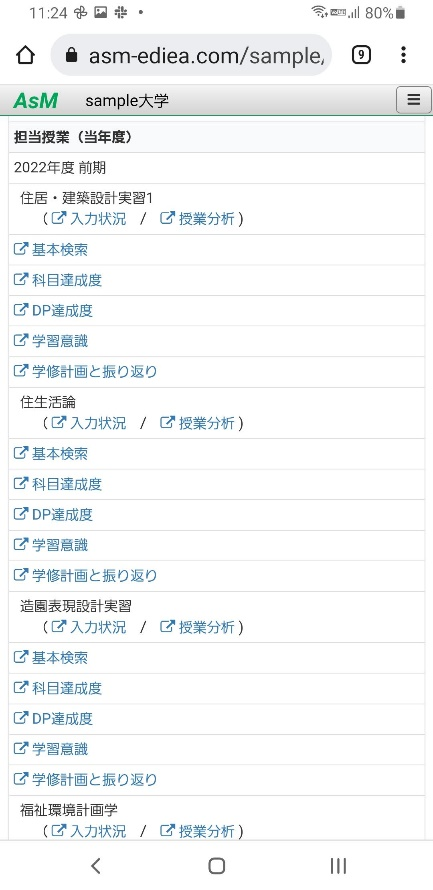 11:24 80%
asm-ediea.com/sample, 9
AsM sample大学
担当授業（当年度）
2022年度 前期
住居・建築設計実習1
( 入力状況 / 授業分析 )
基本検索
科目達成度
DP達成度
学習意識
学修計画と振り返り
住生活論
( 入力状況 / 授業分析 )
基本検索
科目達成度
DP達成度
学習意識
学修計画と振り返り
造園表現設計実習
( 入力状況 / 授業分析 )
基本検索
科目達成度
DP達成度
学習意識
学修計画と振り返り
福祉環境計画学
( 入力状況 / 授業分析 )